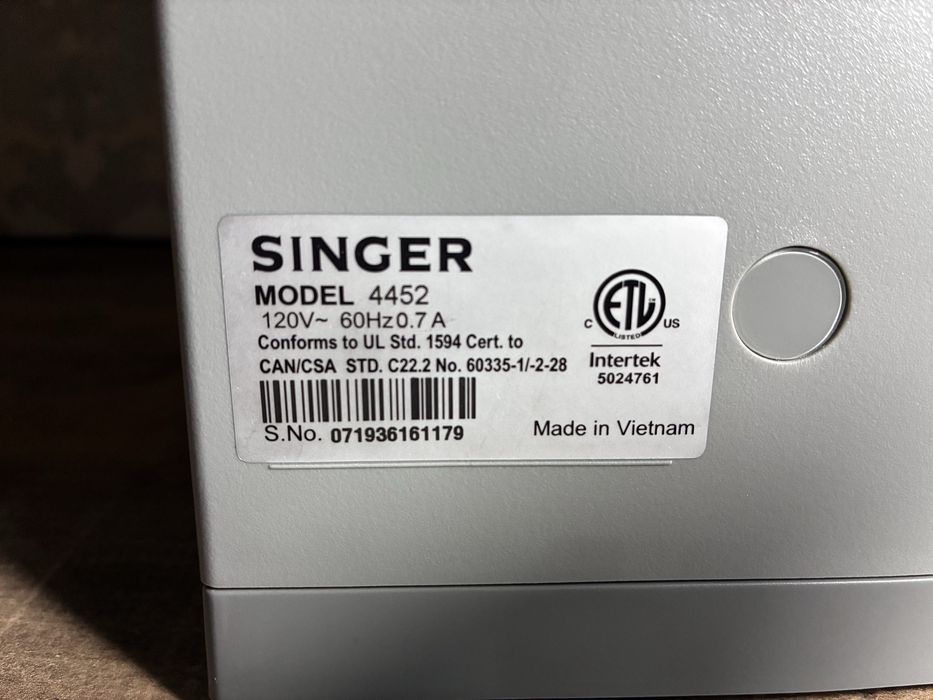 SINGER
MODEL 4452
120V~ 60Hz 0.7 A
Conforms to UL Std. 1594 Cert. to
CAN/CSA STD. C22.2 No. 60335-1/-2-28
S.No. 071936161179
ETL
LISTED
C US
Intertek
5024761
Made in Vietnam